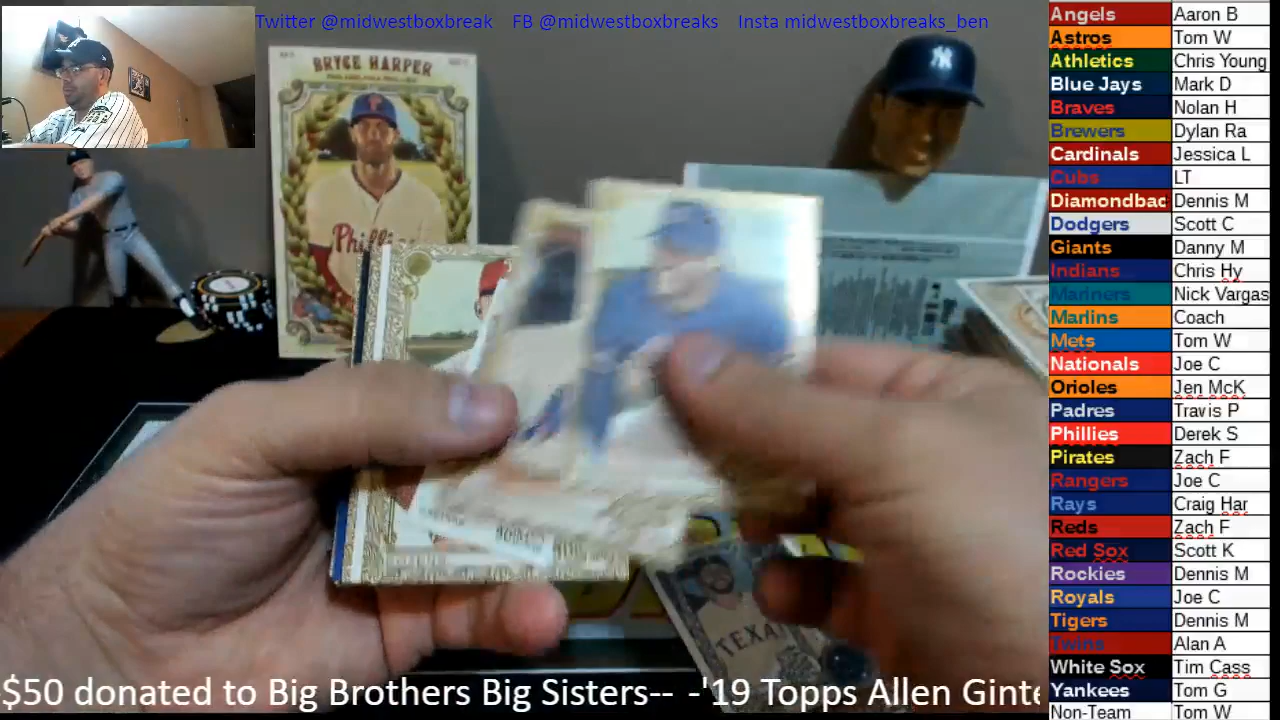 Twitter @midwestboxbreak FB @midwestboxbreaks Insta midwestboxbreaks_ben
BRYCE HARPER
PHILADELPHIA PHILLIES
Phillies
TEXAS
Angels Aaron B
Astros Tom W
Athletics Chris Young
Blue Jays Mark D
Braves Nolan H
Brewers Dylan Ra
Cardinals Jessica L
Cubs LT
Diamondbac Dennis M
Dodgers Scott C
Giants Danny M
Indians Chris Hy
Mariners Nick Vargas
Marlins Coach
Mets Tom W
Nationals Joe C
Orioles Jen McK
Padres Travis P
Phillies Derek S
Pirates Zach F
Rangers Joe C
Rays Craig Har
Reds Zach F
Red Sox Scott K
Rockies Dennis M
Royals Joe C
Tigers Dennis M
Twins Alan A
White Sox Tim Cass
Yankees Tom G
Non-Team Tom W
$50 donated to Big Brothers Big Sisters-- -'19 Topps Allen Ginte